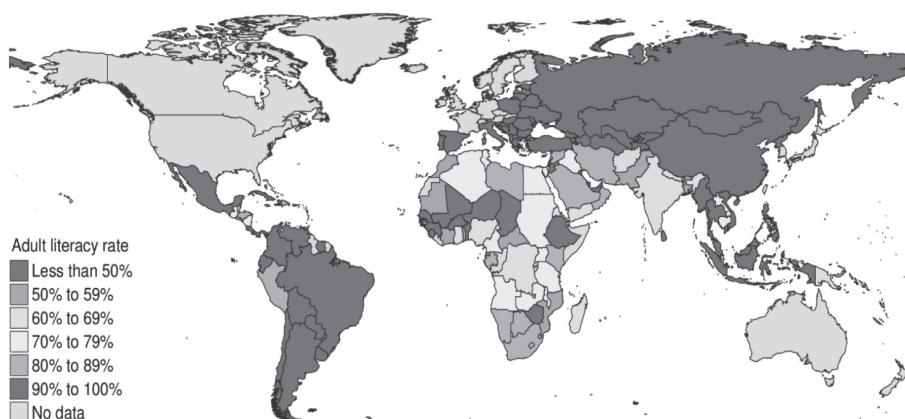 Adult literacy rate
Less than 50%
50% to 59%
60% to 69%
70% to 79%
80% to 89%
90% to 100%
No data